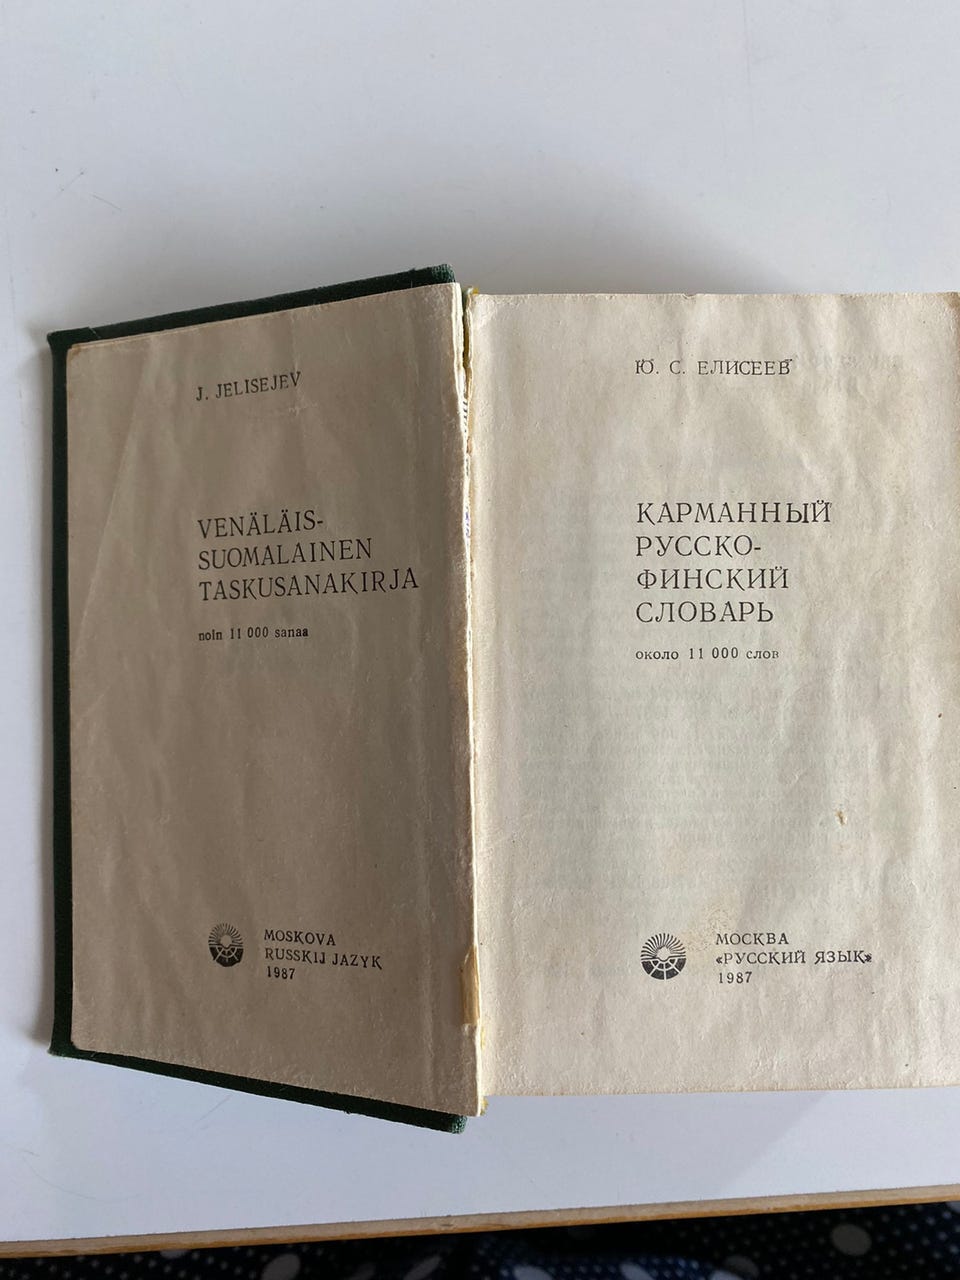 J. JELISEJEV
VENÄLÄIS-
SUOMALAINEN
TASKUSANAKIRJA
noin 11 000 sanaa
MOSKOVA
RUSSKIJ JAZYK
1987
Ю. С. ЕЛИСЕЕВ
КАРМАННЫЙ
РУССКО-
ФИНСКИЙ
СЛОВАРЬ
около 11 000 слов
МОСКВА
«РУССКИЙ ЯЗЫК»
1987